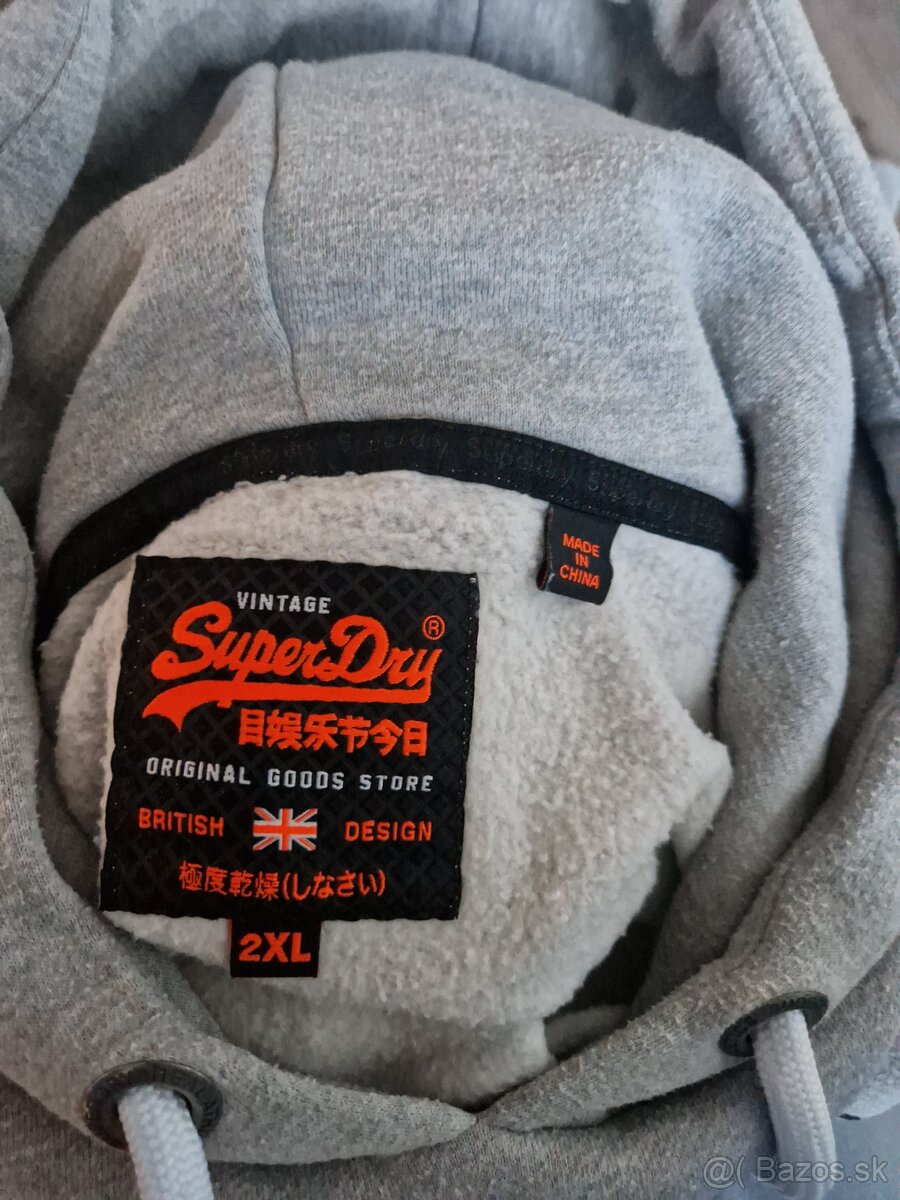 Superdry Superdry Superdry Superdry
MADE
IN
CHINA
VINTAGE
SuperDry®
目娱乐节今日
ORIGINAL GOODS STORE
BRITISH DESIGN
極度乾燥(しなさい)
2XL
@( Bazos.sk